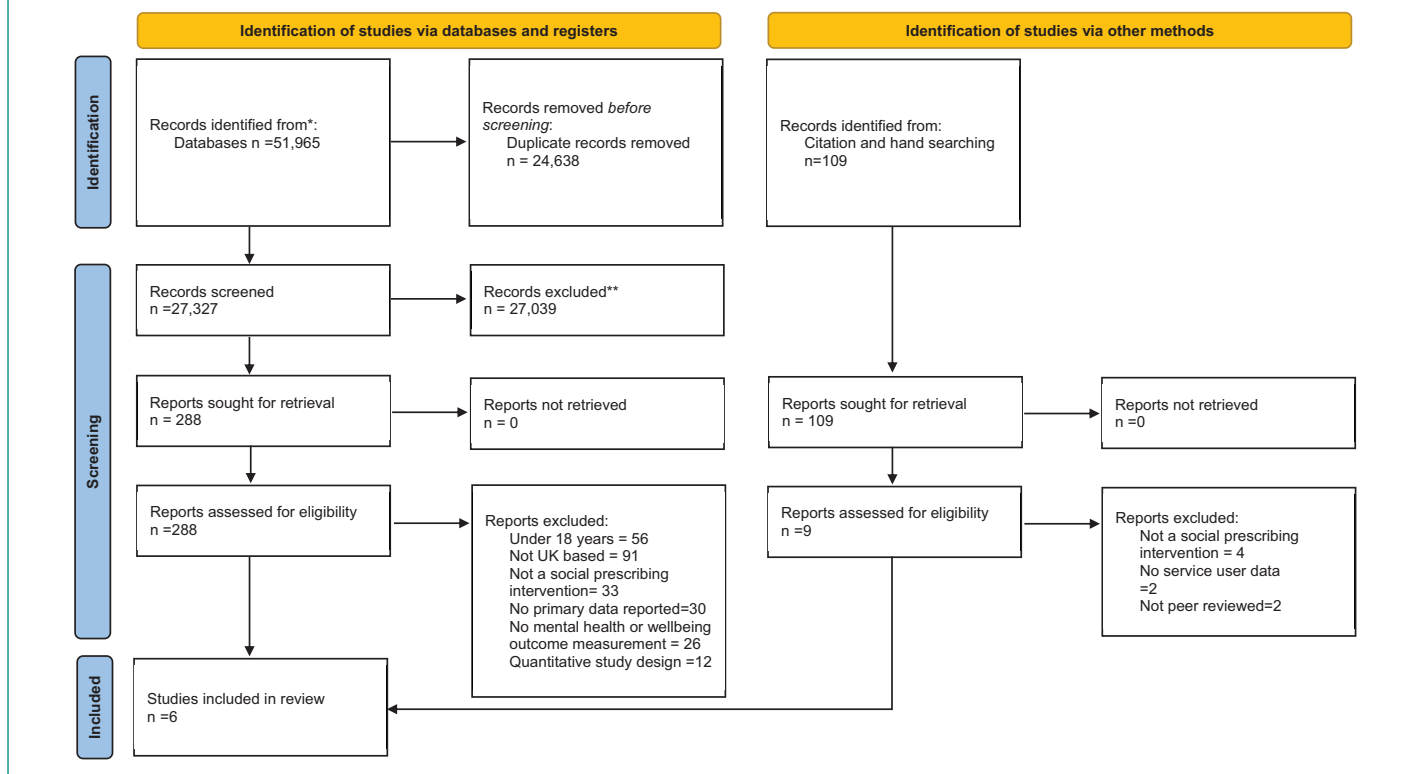 Identification of studies via databases and registers
Identification of studies via other methods
Identification
Records identified from*:
Databases n =51,965
Records removed before
screening:
Duplicate records removed
n = 24,638
Records identified from:
Citation and hand searching
n=109
Screening
Records screened
n =27,327
Records excluded**
n = 27,039
Reports sought for retrieval
n = 288
Reports not retrieved
n = 0
Reports sought for retrieval
n = 109
Reports not retrieved
n =0
Reports assessed for eligibility
n =288
Reports excluded:
Under 18 years = 56
Not UK based = 91
Not a social prescribing
intervention= 33
No primary data reported=30
No mental health or wellbeing
outcome measurement = 26
Quantitative study design =12
Reports assessed for eligibility
n =9
Reports excluded:
Not a social prescribing
intervention = 4
No service user data
=2
Not peer reviewed=2
Included
Studies included in review
n =6